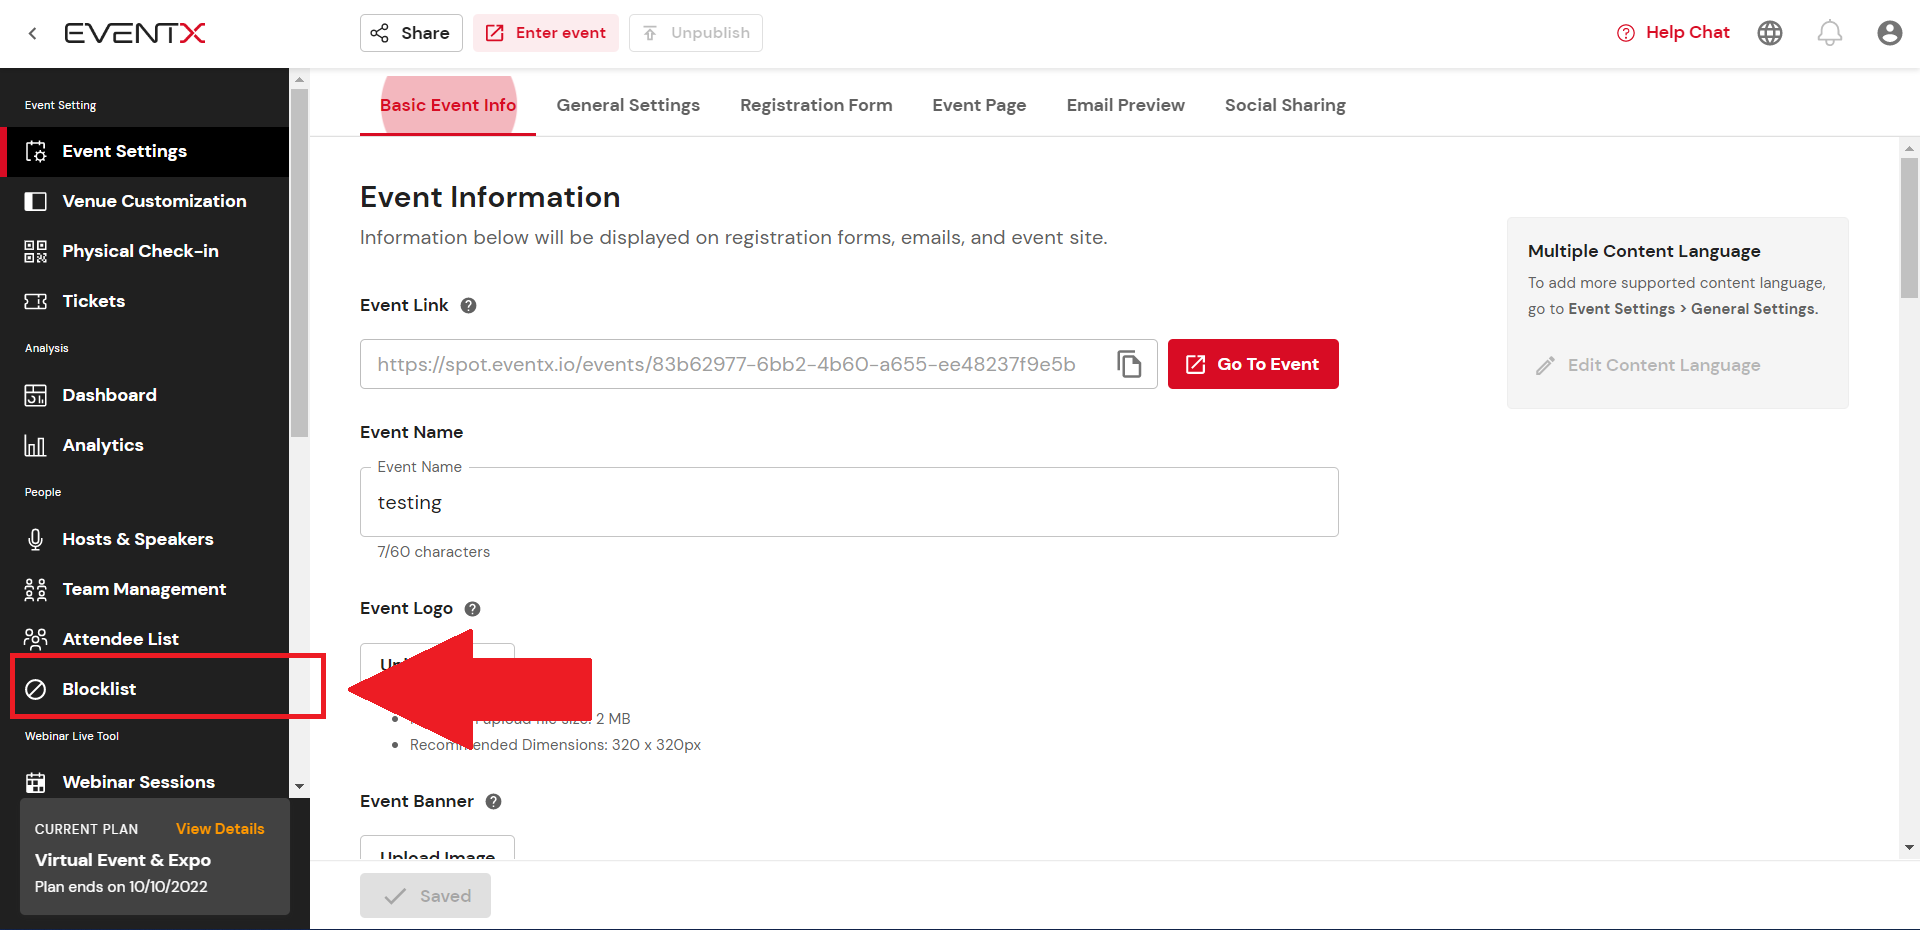 EVENTX
Share
Enter event
Unpublish
Help Chat
Event Setting
Event Settings
Venue Customization
Physical Check-in
Tickets
Analysis
Dashboard
Analytics
People
Hosts & Speakers
Team Management
Attendee List
Blocklist
Webinar Live Tool
Webinar Sessions
CURRENT PLAN View Details
Virtual Event & Expo
Plan ends on 10/10/2022
Basic Event Info General Settings Registration Form Event Page Email Preview Social Sharing
Event Information
Information below will be displayed on registration forms, emails, and event site.
Event Link
https://spot.eventx.io/events/83b62977-6bb2-4b60-a655-ee48237f9e5b
Go To Event
Event Name
Event Name
testing
7/60 characters
Event Logo
upload file size: 2 MB
Recommended Dimensions: 320 x 320px
Event Banner
Upload Image
Saved
Multiple Content Language
To add more supported content language,
go to Event Settings > General Settings.
Edit Content Language